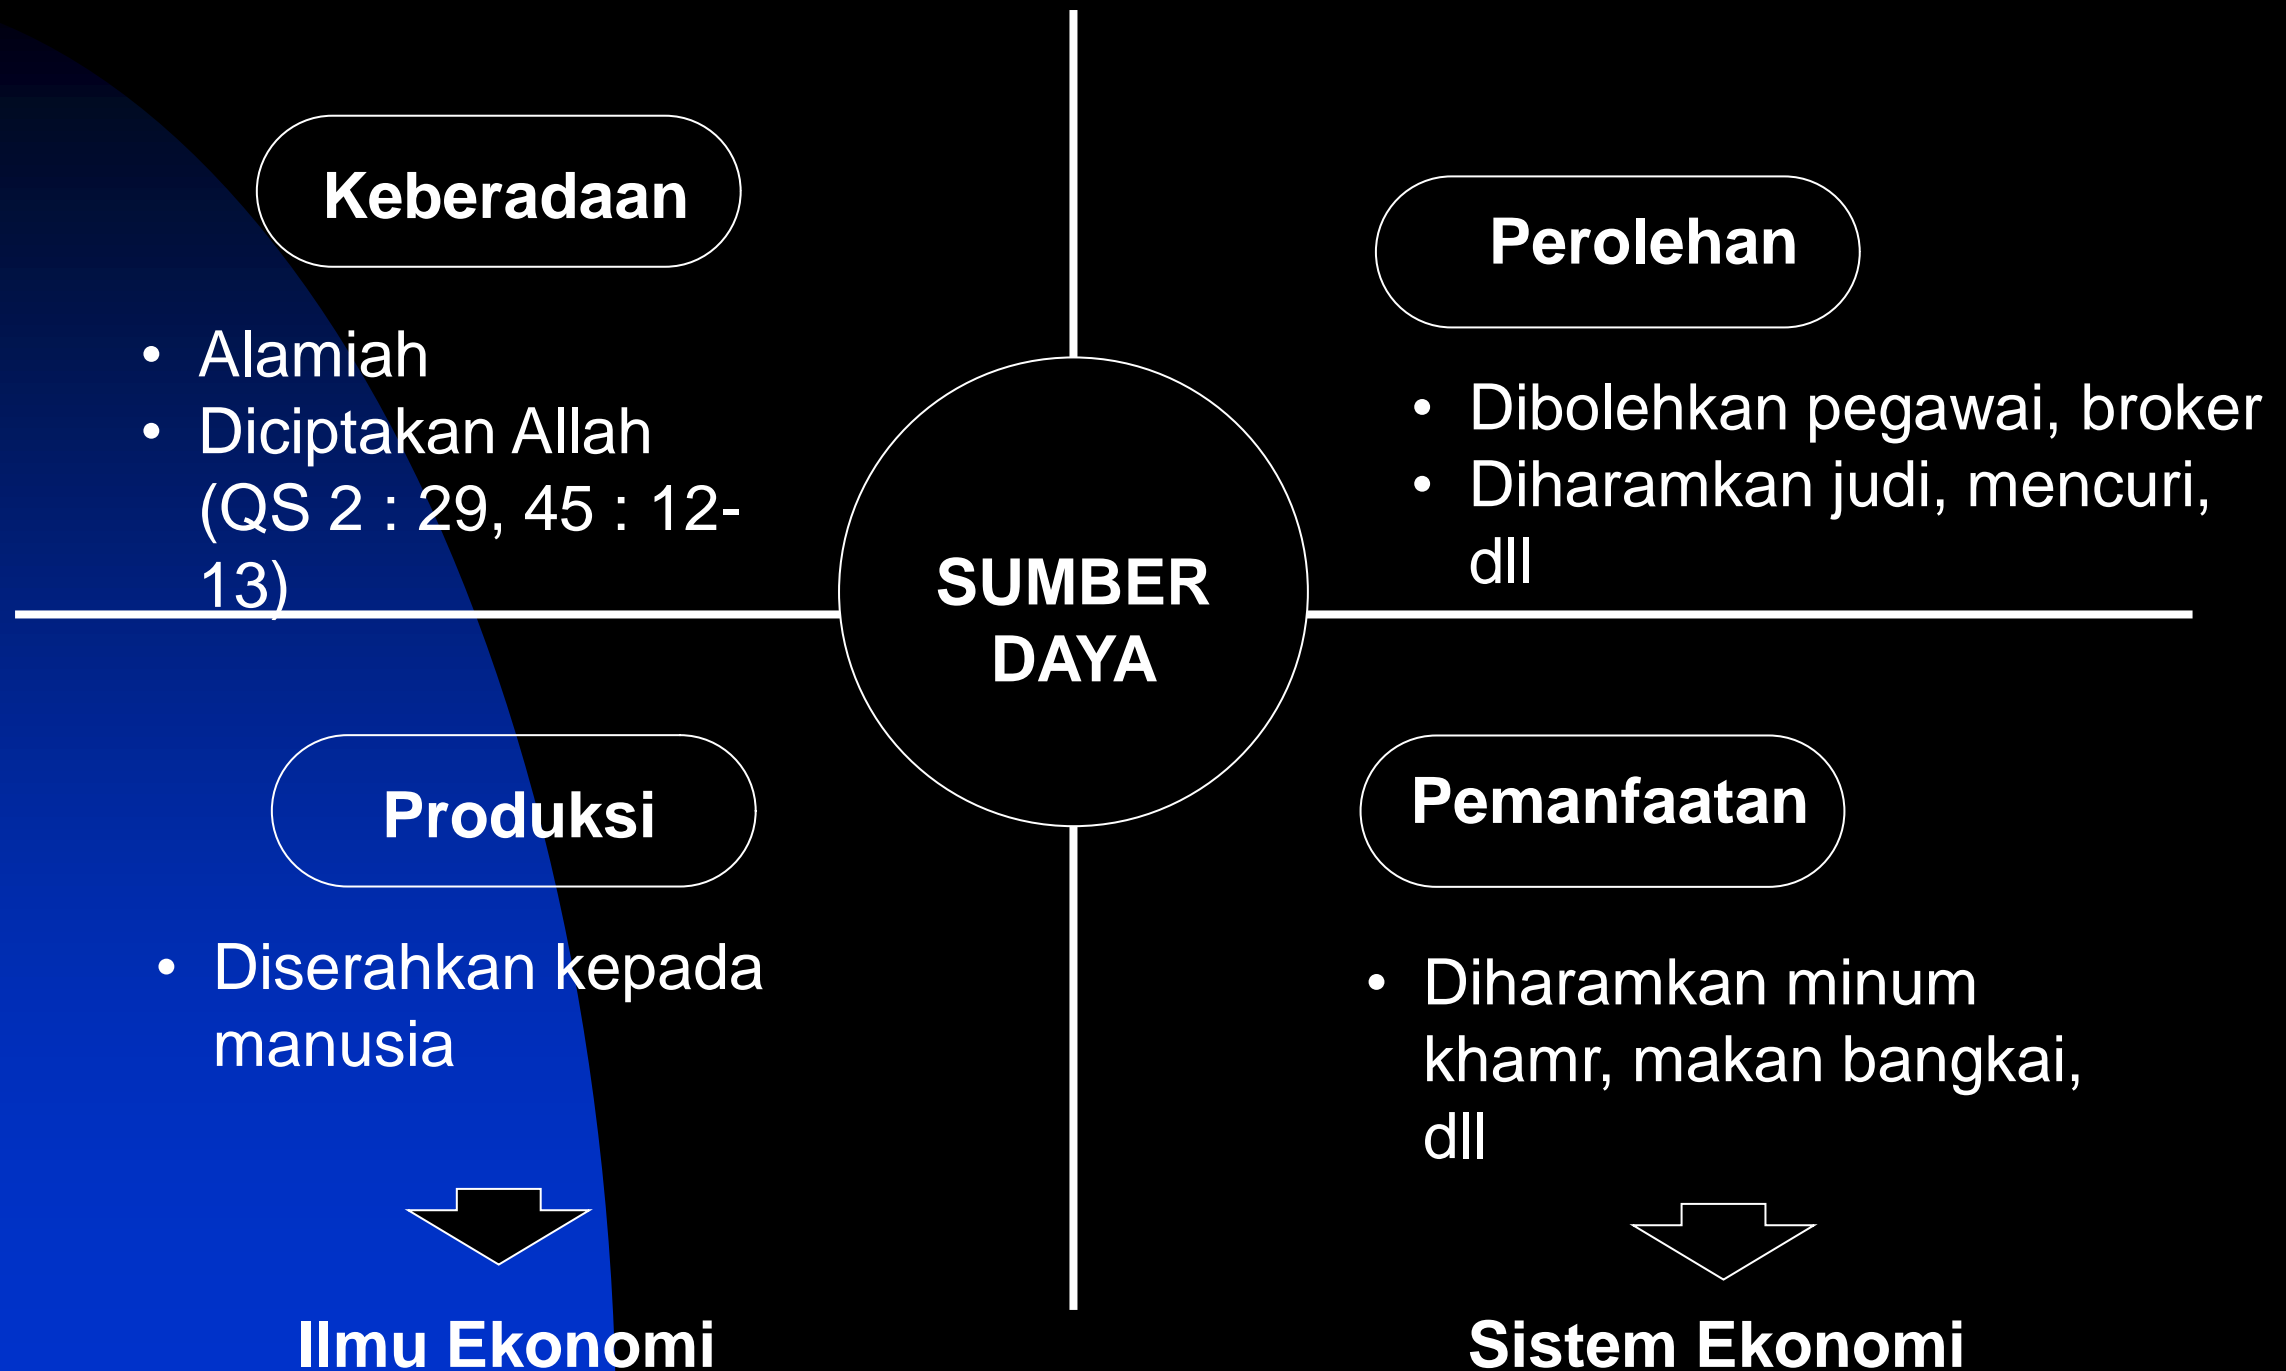 Keberadaan
• Alamiah
• Diciptakan Allah
(QS 2 : 29, 45 : 12-
13)
Perolehan
• Dibolehkan pegawai, broker
• Diharamkan judi, mencuri,
dll
SUMBER
DAYA
Produksi
• Diserahkan kepada
manusia
Ilmu Ekonomi
Pemanfaatan
• Diharamkan minum
khamr, makan bangkai,
dll
Sistem Ekonomi